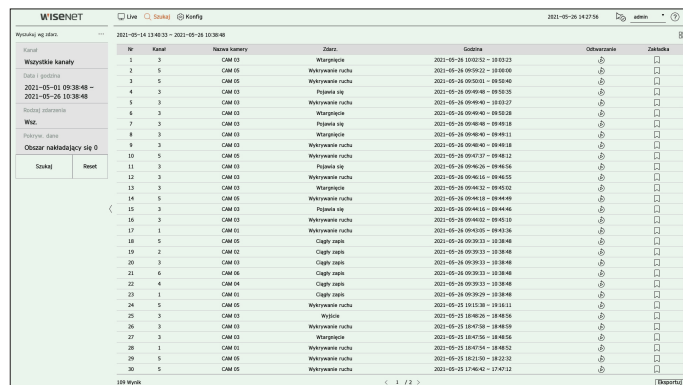 WISENET Live Szukaj Konfig 2021-05-26 14:27:56 admin
Wyszukaj wg zdarz. ... 2021-05-14 13:40:33 ~ 2021-05-26 10:38:48
Kanał
Wszystkie kanały
Data i godzina
2021-05-01 09:38:48 ~
2021-05-26 10:38:48
Rodzaj zdarzenia
Wsz.
Pokryw. dane
Obszar nakładający się 0
Szukaj Reset
Nr Kanał Nazwa kamery Zdarz. Godzina Odtwarzanie Zakładka
1 3 CAM 03 Wtargnięcie 2021-05-26 10:02:52 ~ 10:03:23
2 5 CAM 05 Wykrywanie ruchu 2021-05-26 09:59:22 ~ 10:00:00
3 5 CAM 05 Wykrywanie ruchu 2021-05-26 09:50:01 ~ 09:50:40
4 3 CAM 03 Pojawia się 2021-05-26 09:49:48 ~ 09:50:35
5 3 CAM 03 Wykrywanie ruchu 2021-05-26 09:49:40 ~ 10:03:27
6 3 CAM 03 Wtargnięcie 2021-05-26 09:49:40 ~ 09:50:28
7 3 CAM 03 Pojawia się 2021-05-26 09:48:48 ~ 09:49:18
8 3 CAM 03 Wtargnięcie 2021-05-26 09:48:40 ~ 09:49:11
9 3 CAM 03 Wykrywanie ruchu 2021-05-26 09:48:40 ~ 09:49:18
10 5 CAM 05 Wykrywanie ruchu 2021-05-26 09:47:37 ~ 09:48:12
11 3 CAM 03 Pojawia się 2021-05-26 09:46:26 ~ 09:46:56
12 3 CAM 03 Wykrywanie ruchu 2021-05-26 09:46:16 ~ 09:46:55
13 3 CAM 03 Wtargnięcie 2021-05-26 09:44:32 ~ 09:45:02
14 5 CAM 05 Wykrywanie ruchu 2021-05-26 09:44:18 ~ 09:44:49
15 3 CAM 03 Pojawia się 2021-05-26 09:44:16 ~ 09:44:46
16 3 CAM 03 Wykrywanie ruchu 2021-05-26 09:44:02 ~ 09:45:10
17 1 CAM 01 Wykrywanie ruchu 2021-05-26 09:43:05 ~ 09:43:36
18 5 CAM 05 Ciągły zapis 2021-05-26 09:39:33 ~ 10:38:48
19 2 CAM 02 Ciągły zapis 2021-05-26 09:39:33 ~ 10:38:48
20 3 CAM 03 Ciągły zapis 2021-05-26 09:39:33 ~ 10:38:48
21 6 CAM 06 Ciągły zapis 2021-05-26 09:39:33 ~ 10:38:48
22 4 CAM 04 Ciągły zapis 2021-05-26 09:39:33 ~ 10:38:48
23 1 CAM 01 Ciągły zapis 2021-05-26 09:39:29 ~ 10:38:48
24 5 CAM 05 Wykrywanie ruchu 2021-05-25 19:15:38 ~ 19:16:11
25 3 CAM 03 Wyjście 2021-05-25 18:48:26 ~ 18:48:56
26 3 CAM 03 Wykrywanie ruchu 2021-05-25 18:47:58 ~ 18:48:59
27 3 CAM 03 Wtargnięcie 2021-05-25 18:47:58 ~ 18:48:56
28 1 CAM 01 Wykrywanie ruchu 2021-05-25 18:47:54 ~ 18:48:52
29 5 CAM 05 Wykrywanie ruchu 2021-05-25 18:21:50 ~ 18:22:32
30 5 CAM 05 Wykrywanie ruchu 2021-05-25 17:46:42 ~ 17:47:12
109 Wynik < 1 / 2 > Eksportuj